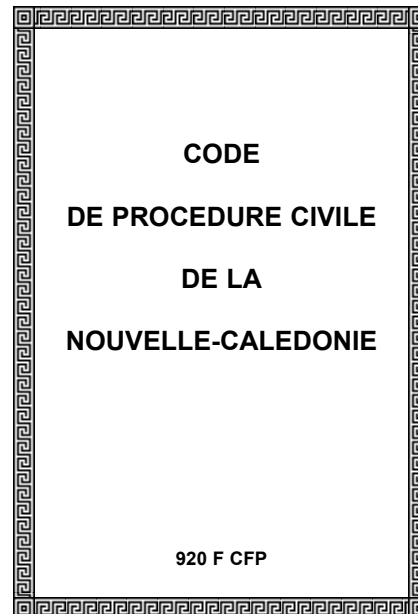 CODE
DE PROCEDURE CIVILE
DE LA
NOUVELLE-CALEDONIE
920 F CFP